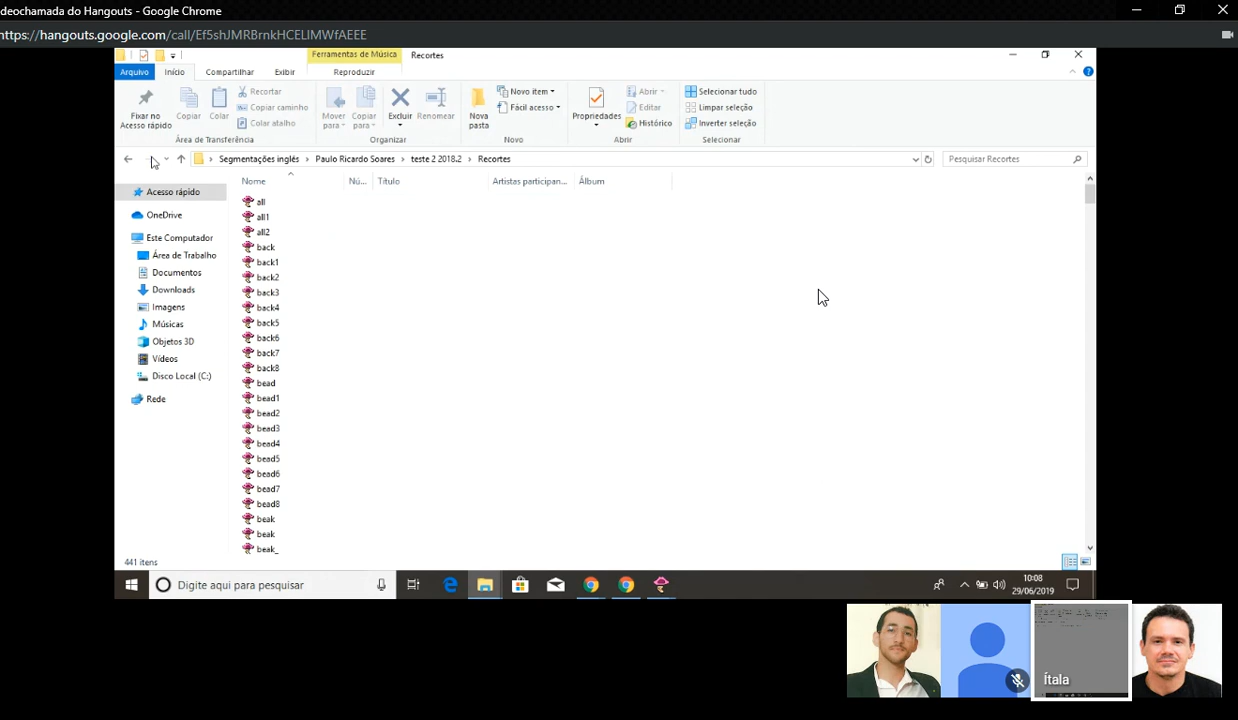 deochamada do Hangouts - Google Chrome
https://hangouts.google.com/call/Ef5shJMRBrnkHCELIMWfAEEE
Ferramentas de Música Recortes
Arquivo Início Compartilhar Exibir Reproduzir
Fixar no Acesso rápido
Copiar
Colar
Recortar
Copiar caminho
Colar atalho
Área de Transferência
Mover para
Copiar para
Excluir
Renomear
Organizar
Nova pasta
Novo item
Fácil acesso
Novo
Propriedades
Abrir
Editar
Histórico
Abrir
Selecionar tudo
Limpar seleção
Inverter seleção
Selecionar
Segmentações inglês › Paulo Ricardo Soares › teste 2 2018.2 › Recortes
Pesquisar Recortes
Nome Nú... Título Artistas participan... Álbum
Acesso rápido
OneDrive
Este Computador
Área de Trabalho
Documentos
Downloads
Imagens
Músicas
Objetos 3D
Vídeos
Disco Local (C:)
Rede
all
all1
all2
back
back1
back2
back3
back4
back5
back6
back7
back8
bead
bead1
bead2
bead3
bead4
bead5
bead6
bead7
bead8
beak
beak
beak_
441 itens
Digite aqui para pesquisar
10:08
29/06/2019
Ítala